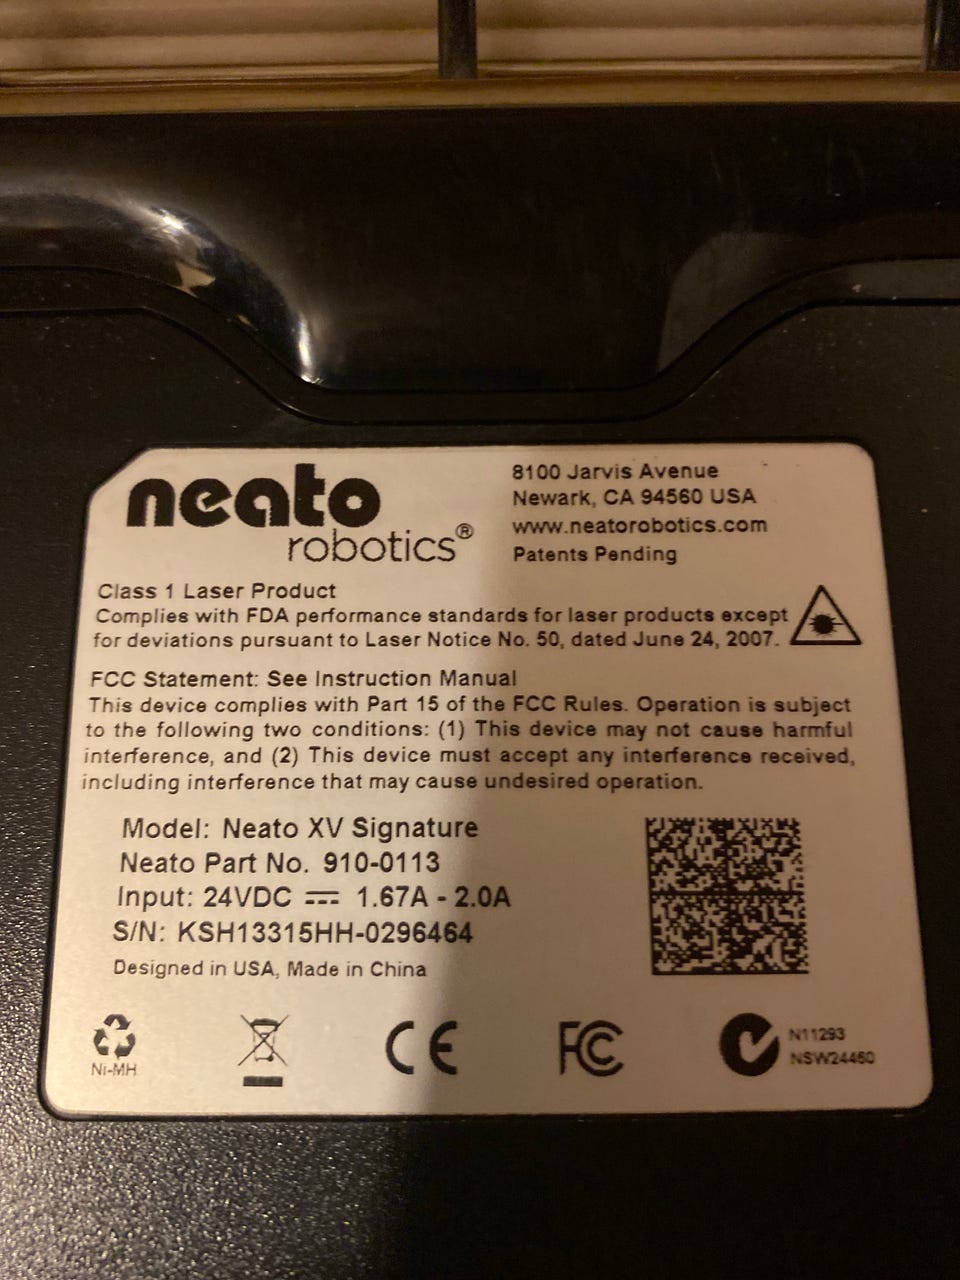 neato
robotics®
8100 Jarvis Avenue
Newark, CA 94560 USA
www.neatorobotics.com
Patents Pending
Class 1 Laser Product
Complies with FDA performance standards for laser products except
for deviations pursuant to Laser Notice No. 50, dated June 24, 2007.
FCC Statement: See Instruction Manual
This device complies with Part 15 of the FCC Rules. Operation is subject
to the following two conditions: (1) This device may not cause harmful
interference, and (2) This device must accept any interference received,
including interference that may cause undesired operation.
Model: Neato XV Signature
Neato Part No. 910-0113
Input: 24VDC ⎓ 1.67A - 2.0A
S/N: KSH13315HH-0296464
Designed in USA, Made in China
Ni-MH
CE
FC
N11293
NSW24460